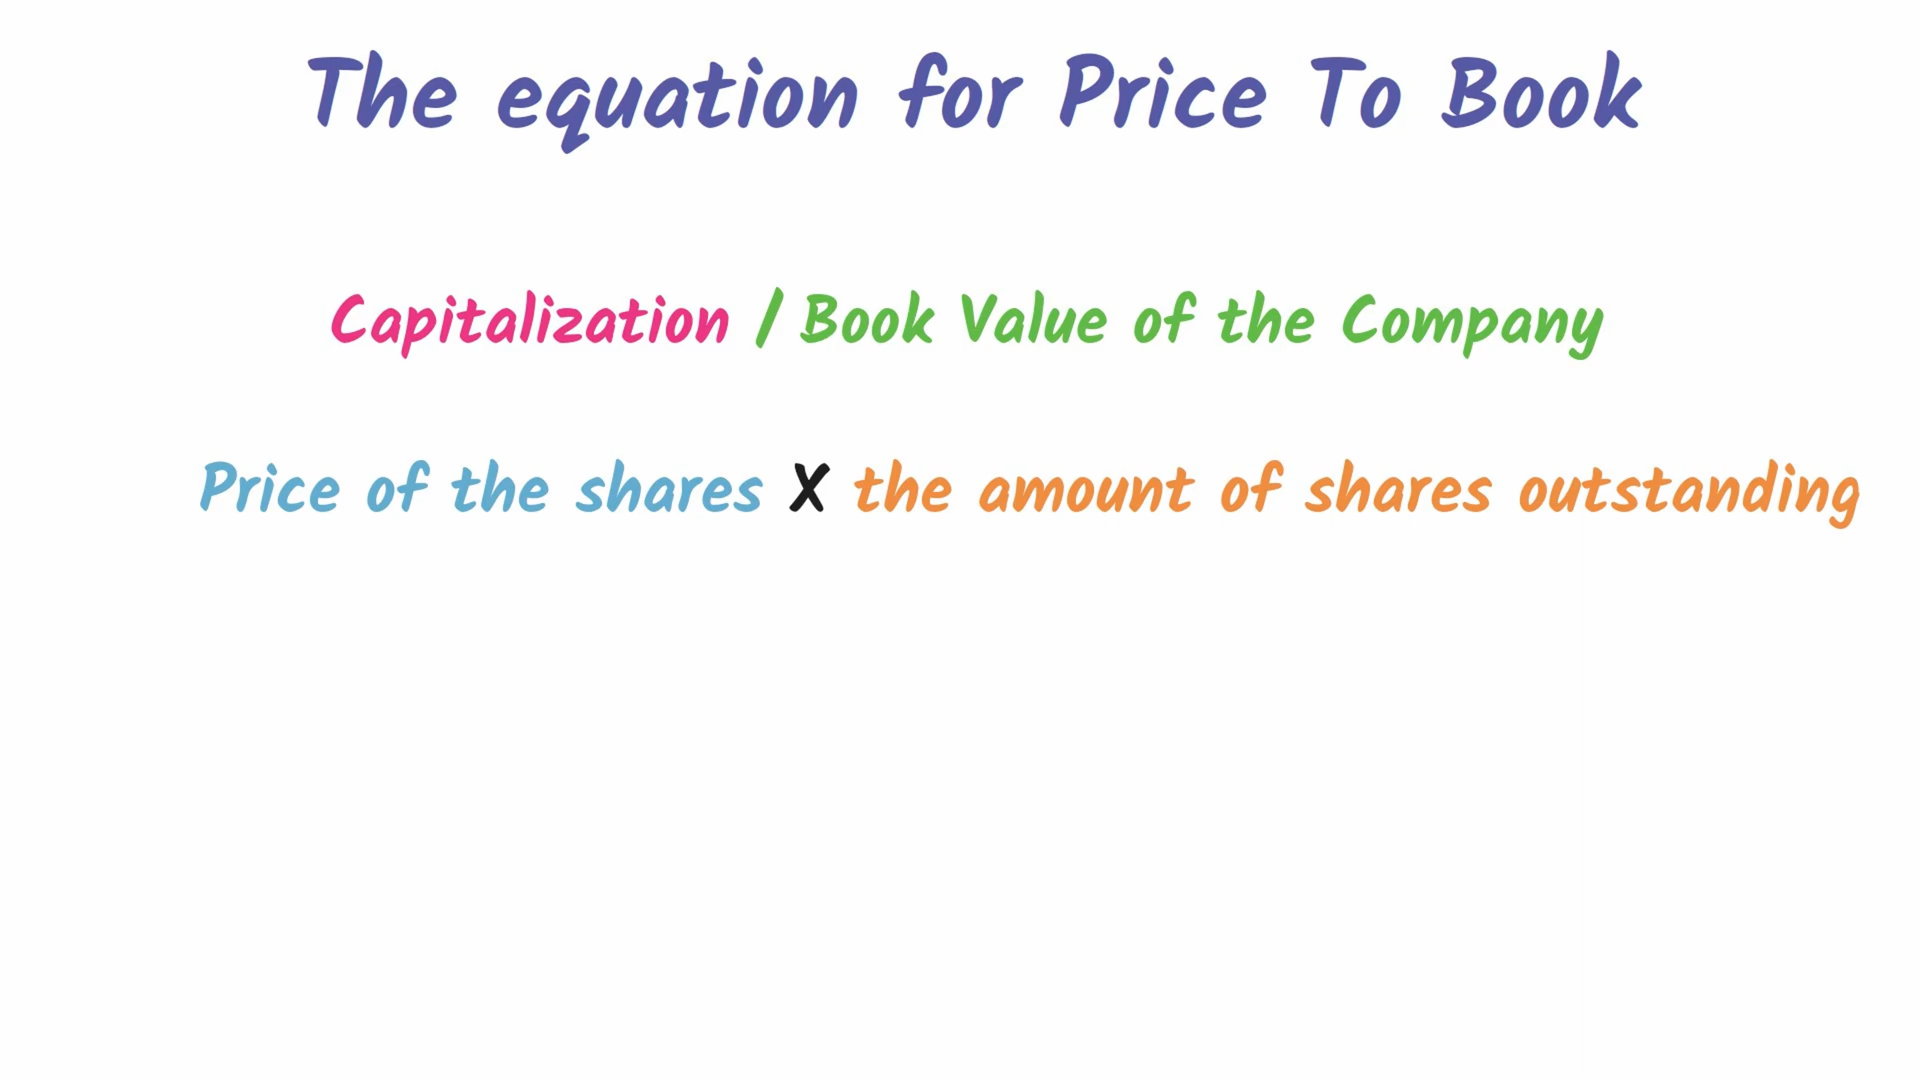 The equation for Price To Book
Capitalization / Book Value of the Company
Price of the shares X the amount of shares outstanding